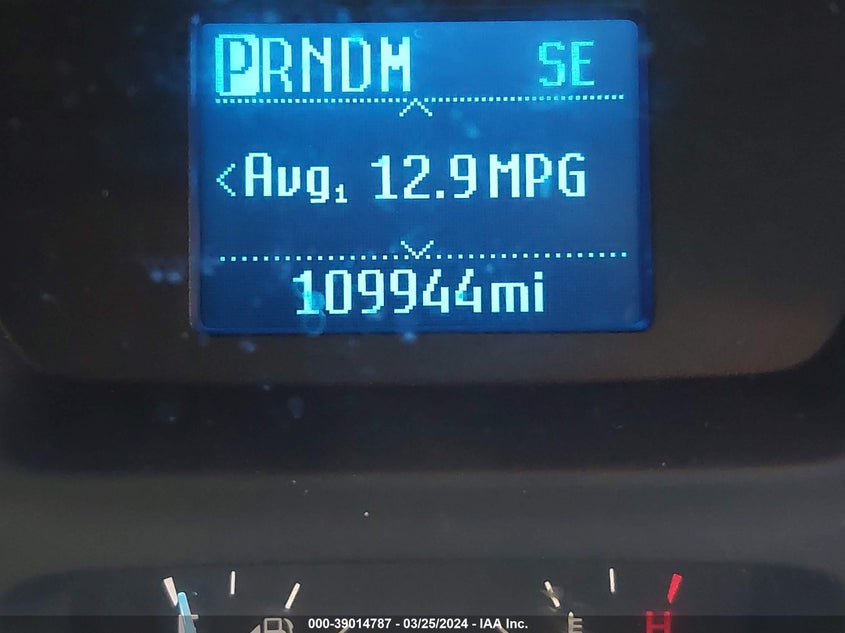 PRNDM SE
<Avg1 12.9 MPG
109944mi
E H
000-39014787 - 03/25/2024 - IAA Inc.